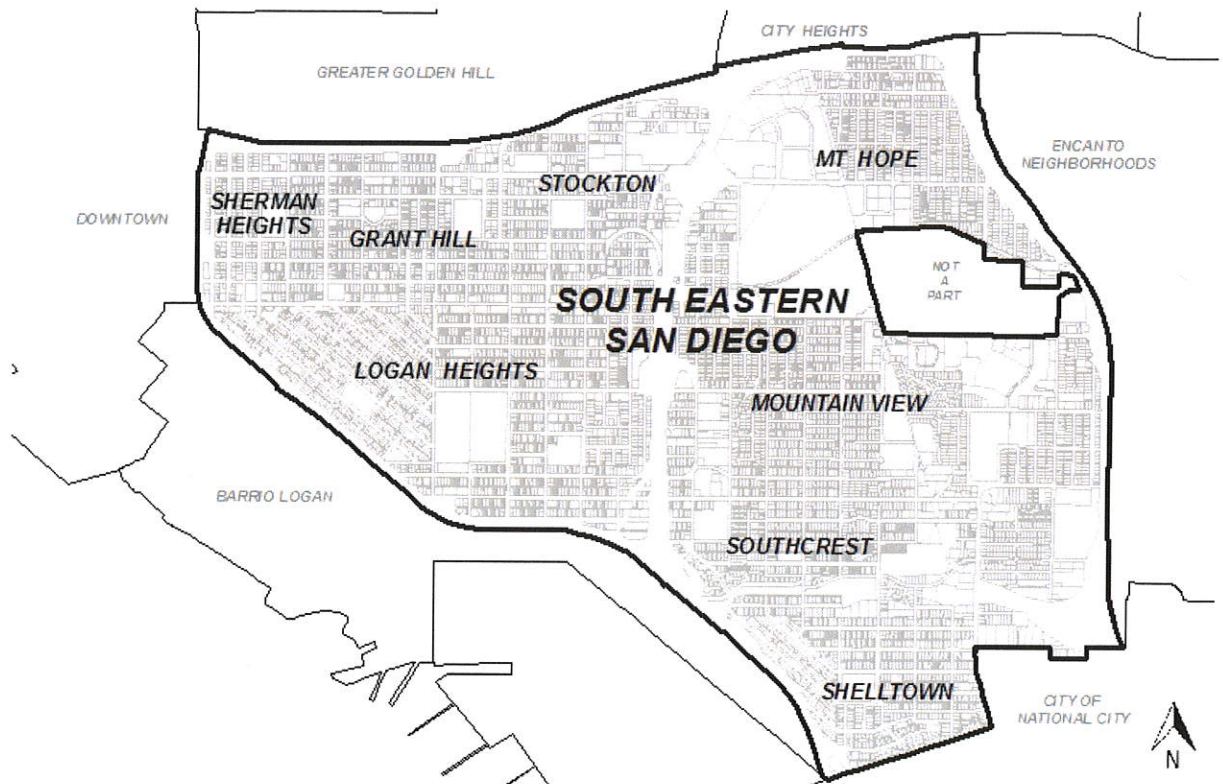 CITY HEIGHTS
GREATER GOLDEN HILL
ENCANTO
NEIGHBORHOODS
MT HOPE
STOCKTON
SHERMAN
HEIGHTS
DOWNTOWN
GRANT HILL
NOT
A
PART
SOUTH EASTERN
SAN DIEGO
LOGAN HEIGHTS
MOUNTAIN VIEW
BARRIO LOGAN
SOUTHCREST
SHELLTOWN
CITY OF
NATIONAL CITY
N